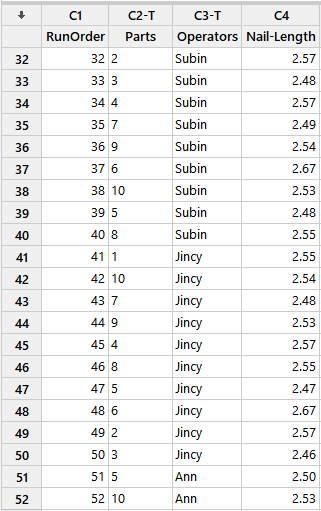 ↓ C1 C2-T C3-T C4
RunOrder Parts Operators Nail-Length
32 32 2 Subin 2.57
33 33 3 Subin 2.48
34 34 4 Subin 2.57
35 35 7 Subin 2.49
36 36 9 Subin 2.54
37 37 6 Subin 2.67
38 38 10 Subin 2.53
39 39 5 Subin 2.48
40 40 8 Subin 2.55
41 41 1 Jincy 2.55
42 42 10 Jincy 2.54
43 43 7 Jincy 2.48
44 44 9 Jincy 2.53
45 45 4 Jincy 2.57
46 46 8 Jincy 2.55
47 47 5 Jincy 2.47
48 48 6 Jincy 2.67
49 49 2 Jincy 2.57
50 50 3 Jincy 2.46
51 51 5 Ann 2.50
52 52 10 Ann 2.53